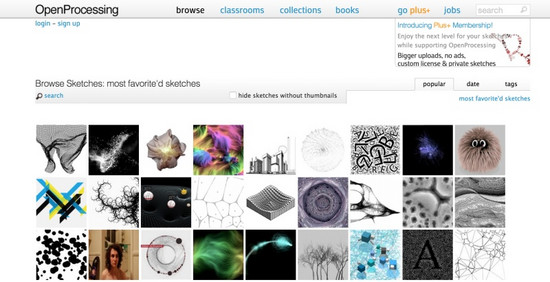 OpenProcessing
browse classrooms collections books go plus+ jobs search
login - sign up
Introducing Plus+ Membership!
Enjoy the next level for your sketches
while supporting OpenProcessing
Bigger uploads, no ads,
custom license & private sketches
Browse Sketches: most favorite'd sketches
popular date tags
search
hide sketches without thumbnails
most favorite'd sketches
A